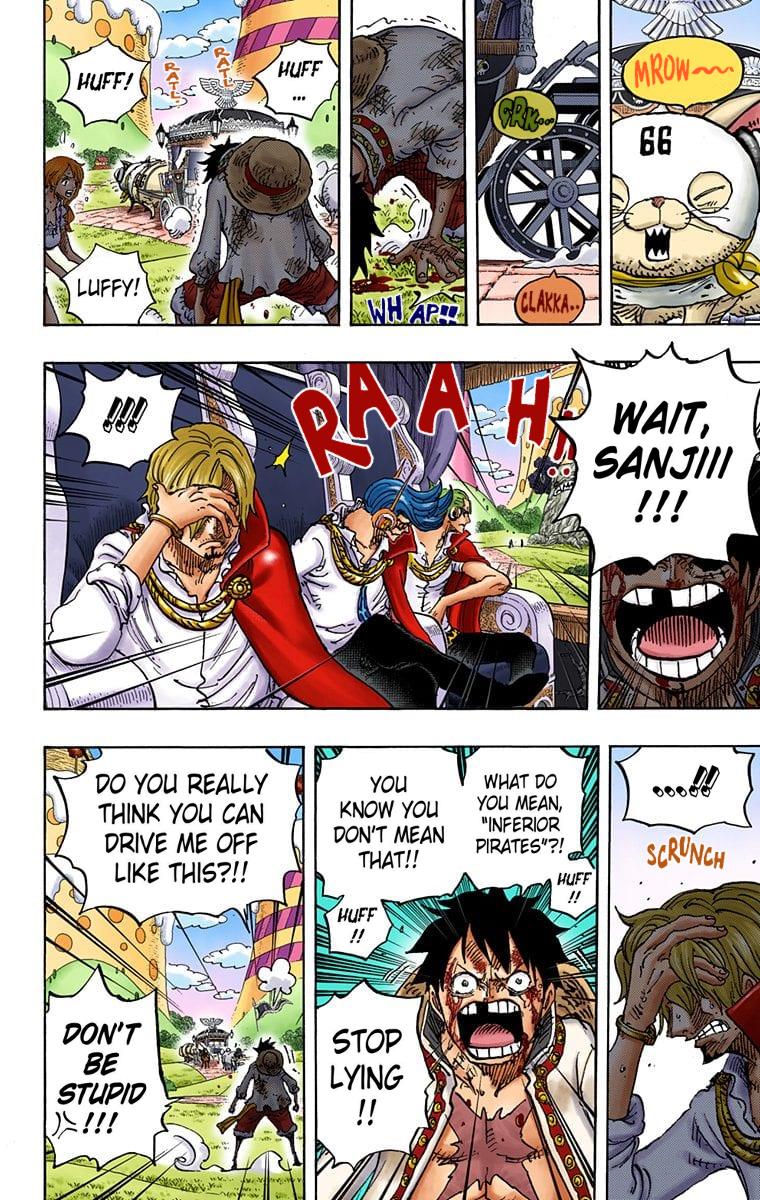 MROW~~
66
GRK...
CLAKKA..
WHAP!!
HUFF
...
RATL
RATL
HUFF!
LUFFY!
WAIT,
SANJIII
!!!
RAAH!!
!!!
...!!
SCRUNCH
WHAT DO
YOU MEAN,
"INFERIOR
PIRATES"?!
HUFF
!!
YOU
KNOW YOU
DON'T MEAN
THAT!!
HUFF
!!
STOP
LYING
!!
DO YOU REALLY
THINK YOU CAN
DRIVE ME OFF
LIKE THIS?!!
DON'T
BE
STUPID
!!!